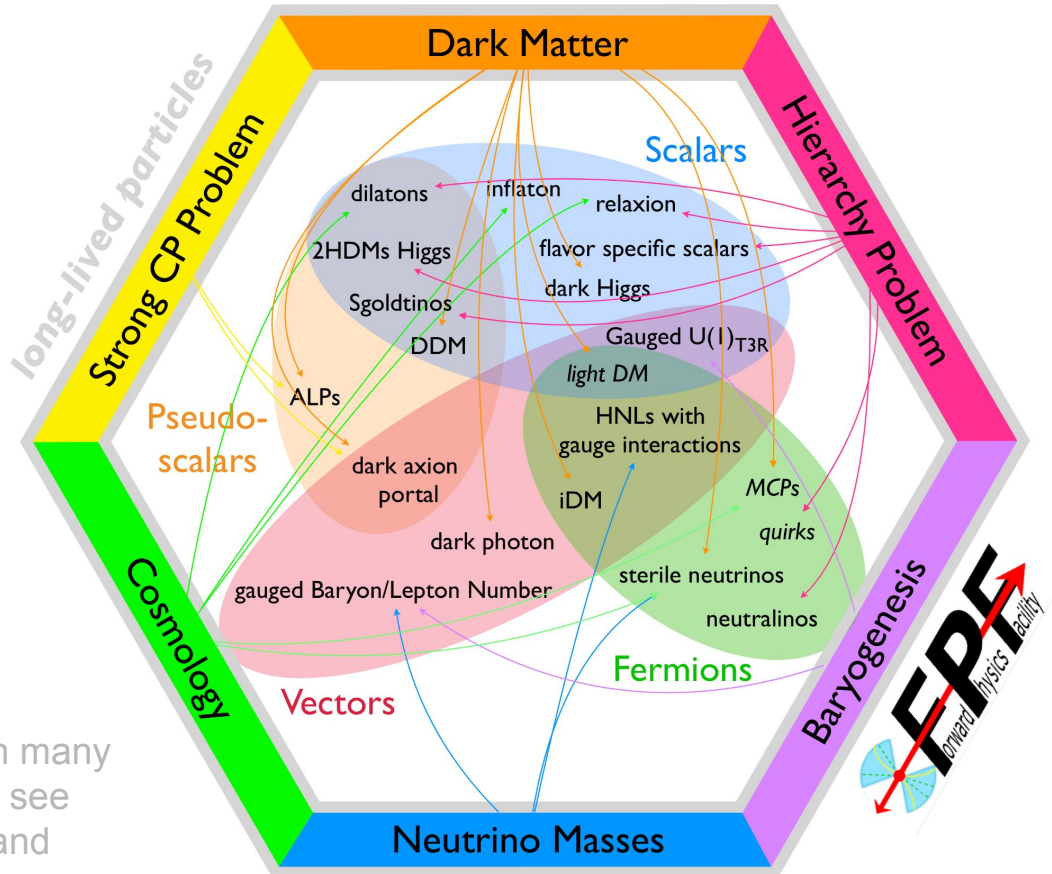 Dark Matter
long-lived particles
Strong CP Problem
Hierarchy Problem
Scalars
dilatons
inflaton
relaxion
2HDMs Higgs
flavor specific scalars
dark Higgs
Sgoldtinos
DDM
Gauged U(1)T3R
light DM
ALPs
Pseudo-
scalars
HNLs with
gauge interactions
dark axion
portal
iDM
MCPs
quirks
dark photon
sterile neutrinos
gauged Baryon/Lepton Number
neutralinos
Fermions
Vectors
Cosmology
Baryogenesis
Forward Physics Facility
many
see
and
Neutrino Masses